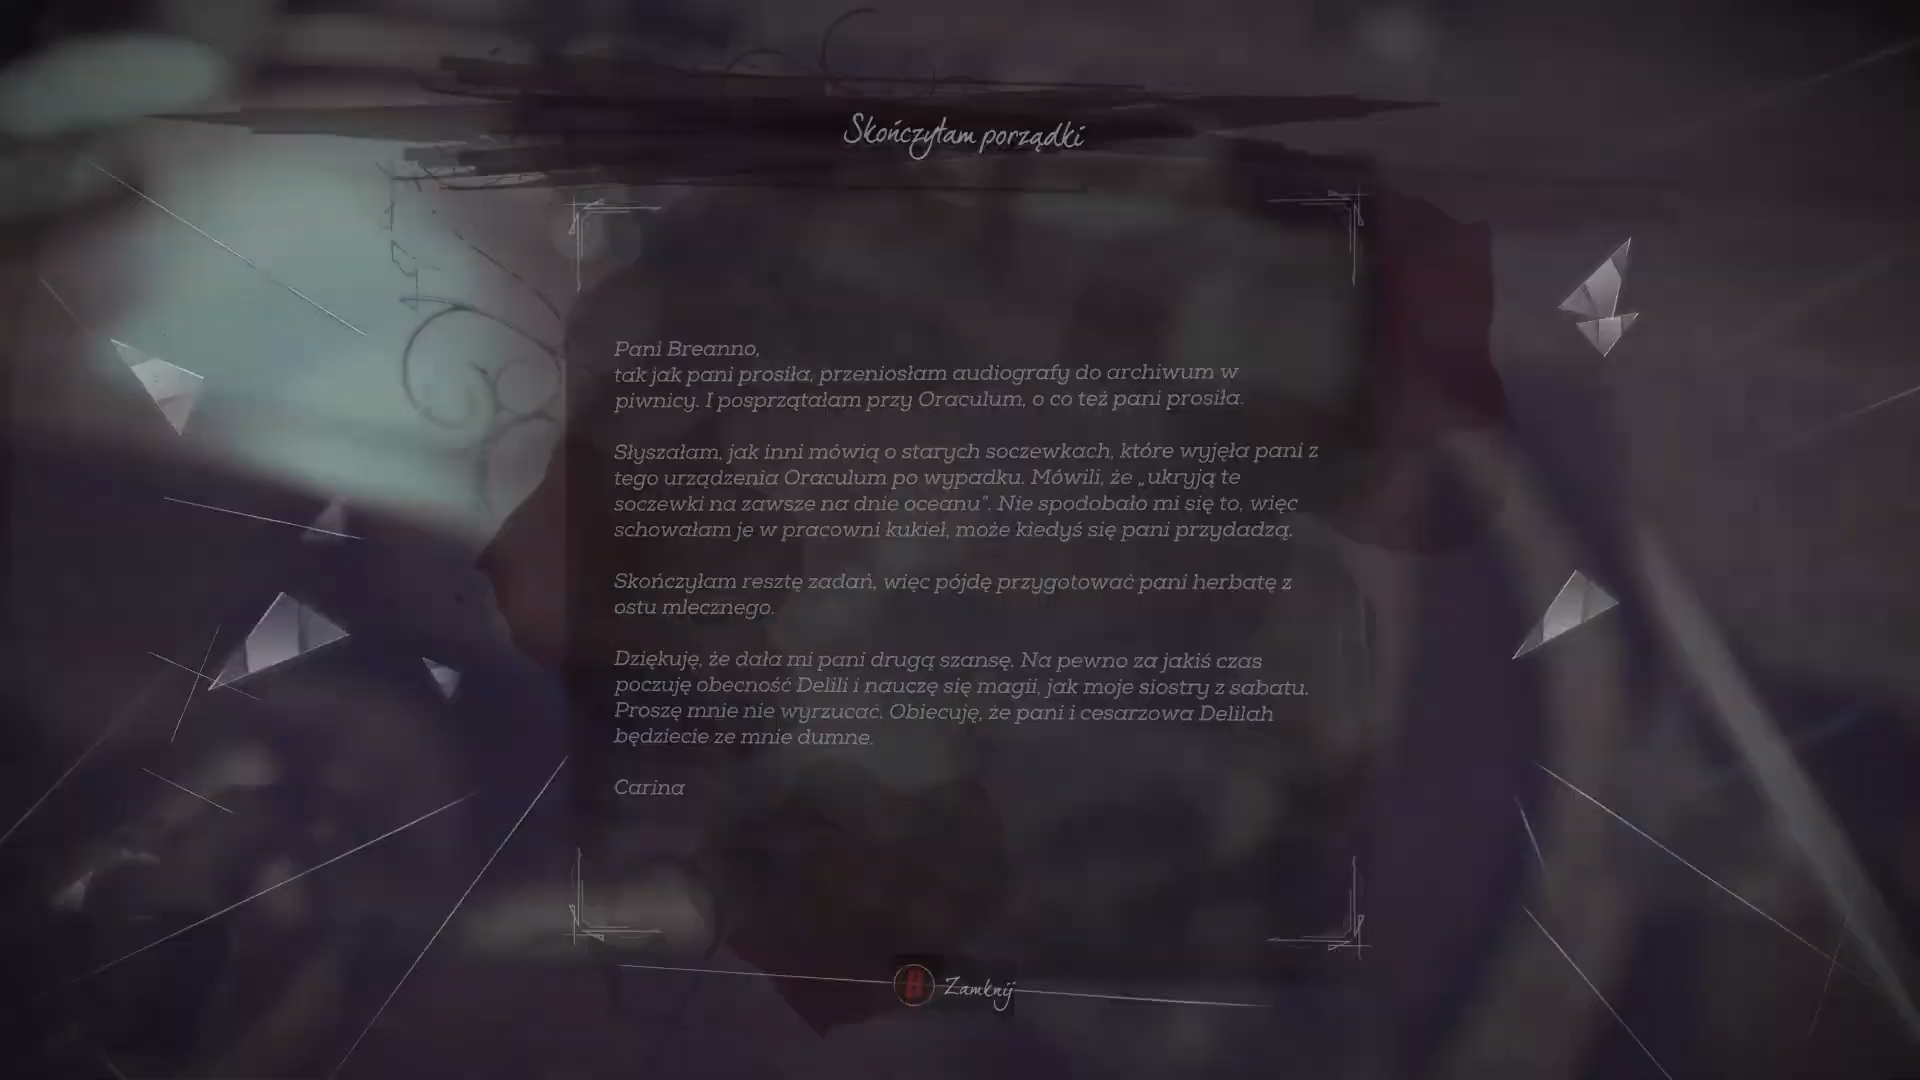 Skończyłam porządki
Pani Breanno,
tak jak pani prosiła, przeniosłam audiografy do archiwum w
piwnicy. I posprzątałam przy Oraculum, o co też pani prosiła.
Słyszałam, jak inni mówią o starych soczewkach, które wyjęła pani z
tego urządzenia Oraculum po wypadku. Mówili, że „ukryją te
soczewki na zawsze na dnie oceanu”. Nie spodobało mi się to, więc
schowałam je w pracowni kukieł, może kiedyś się pani przydadzą.
Skończyłam resztę zadań, więc pójdę przygotować pani herbatę z
ostu mlecznego.
Dziękuję, że dała mi pani drugą szansę. Na pewno za jakiś czas
poczuję obecność Delili i nauczę się magii, jak moje siostry z sabatu.
Proszę mnie nie wyrzucać. Obiecuję, że pani i cesarzowa Delilah
będziecie ze mnie dumne.
Carina
B Zamknij